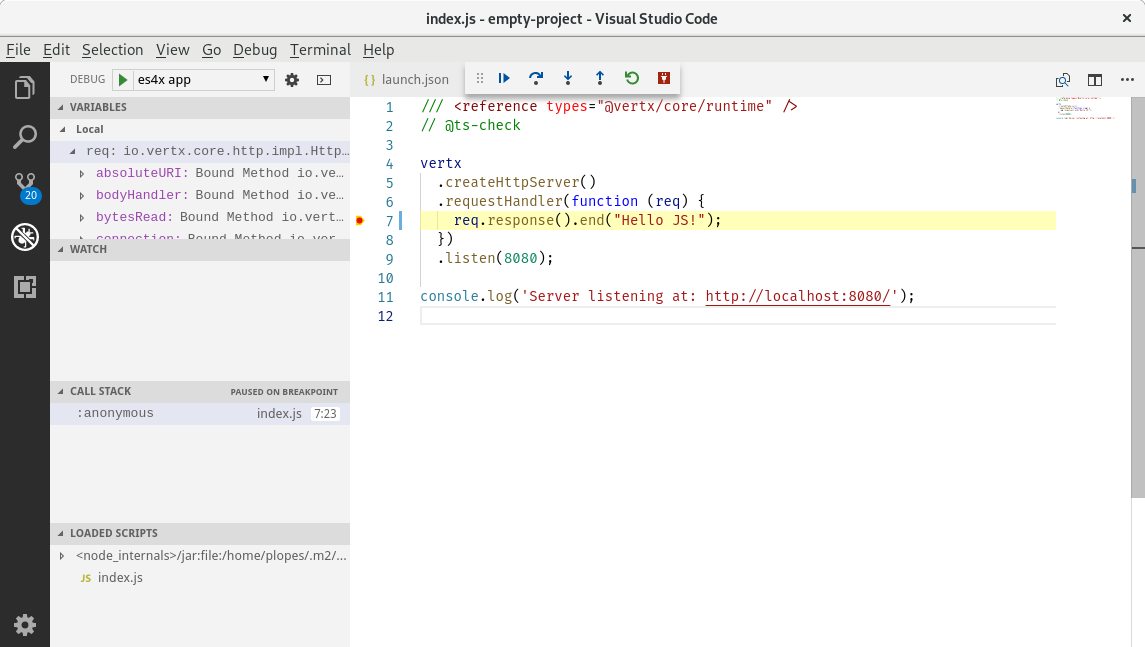 index.js - empty-project - Visual Studio Code
File Edit Selection View Go Debug Terminal Help
DEBUG es4x app
VARIABLES
Local
req: io.vertx.core.http.impl.Http…
absoluteURI: Bound Method io.ve…
bodyHandler: Bound Method io.ve…
bytesRead: Bound Method io.vert…
connection: Bound Method io.ver…
WATCH
CALL STACK PAUSED ON BREAKPOINT
:anonymous index.js 7:23
LOADED SCRIPTS
<node_internals>/jar:file:/home/plopes/.m2/...
JS index.js
20
{} launch.json
1 /// <reference types="@vertx/core/runtime" />
2 // @ts-check
3
4 vertx
5 .createHttpServer()
6 .requestHandler(function (req) {
7 req.response().end("Hello JS!");
8 })
9 .listen(8080);
10
11 console.log('Server listening at: http://localhost:8080/');
12